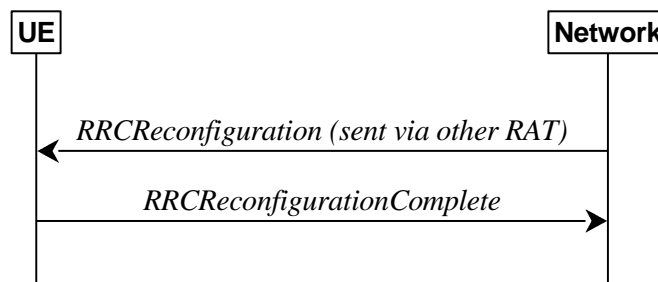 UE
Network
RRCReconfiguration (sent via other RAT)
RRCReconfigurationComplete